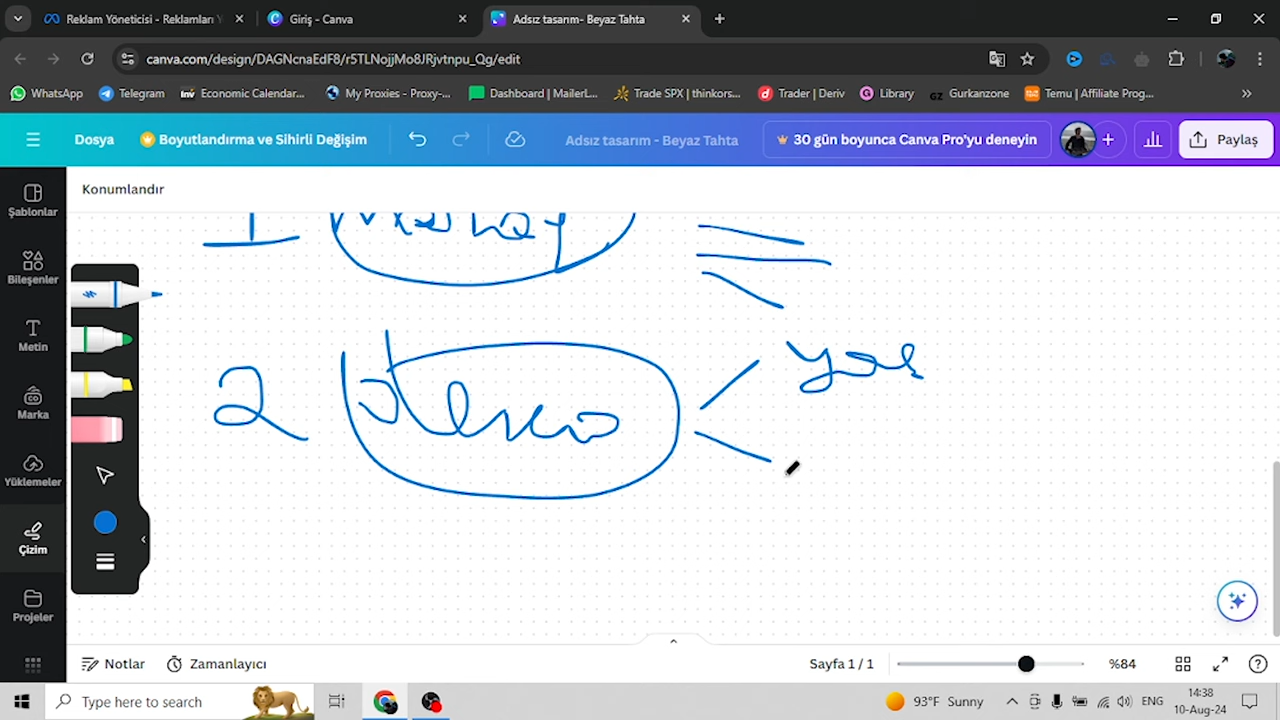 Reklam Yöneticisi - Reklamları Y
Giriş - Canva
Adsız tasarım- Beyaz Tahta
canva.com/design/DAGNcnaEdF8/r5TLNojjMo8JRjvtnpu_Qg/edit
WhatsApp
Telegram
Economic Calendar...
My Proxies - Proxy-...
Dashboard | MailerL...
Trade SPX | thinkors...
Trader | Deriv
Library
GZ Gurkanzone
Temu | Affiliate Prog...
Dosya
Boyutlandırma ve Sihirli Değişim
Adsız tasarım - Beyaz Tahta
30 gün boyunca Canva Pro'yu deneyin
Paylaş
Konumlandır
Şablonlar
Bileşenler
Metin
Marka
Yüklemeler
Çizim
Projeler
1
2
Notlar
Zamanlayıcı
Sayfa 1 / 1
%84
Type here to search
93°F Sunny
ENG
14:38
10-Aug-24